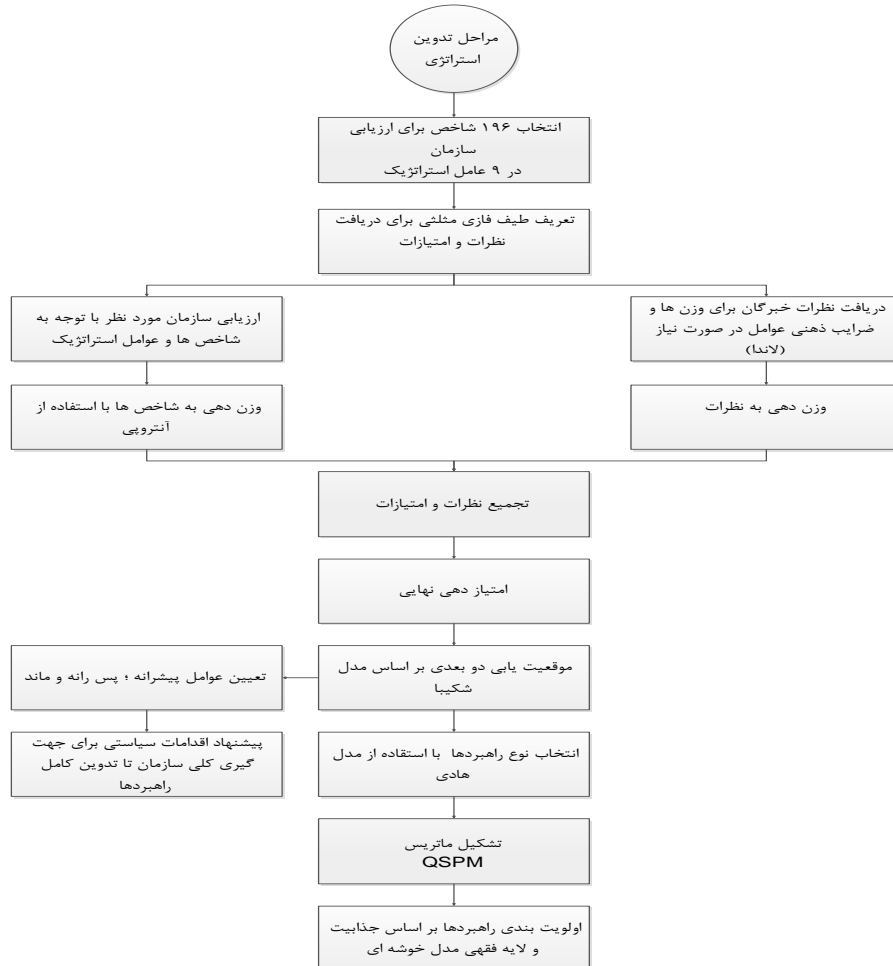 مراحل تدوین
استراتژی
انتخاب ۱۹۶ شاخص برای ارزیابی
سازمان
در ۹ عامل استراتژیک
تعریف طیف فازی مثلثی برای دریافت
نظرات و امتیازات
دریافت نظرات خبرگان برای وزن ها و
ضرایب ذهنی عوامل در صورت نیاز
(لاندا)
ارزیابی سازمان مورد نظر با توجه به
شاخص ها و عوامل استراتژیک
وزن دهی به نظرات
وزن دهی به شاخص ها با استفاده از
آنتروپی
تجمیع نظرات و امتیازات
امتیاز دهی نهایی
موقعیت یابی دو بعدی بر اساس مدل
شکیبا
تعیین عوامل پیشرانه ؛ پس رانه و ماند
انتخاب نوع راهبردها با استقاده از مدل
هادی
پیشنهاد اقدامات سیاستی برای جهت
گیری کلی سازمان تا تدوین کامل
راهبردها
تشکیل ماتریس
QSPM
اولویت بندی راهبردها بر اساس جذابیت
و لایه فقهی مدل خوشه ای